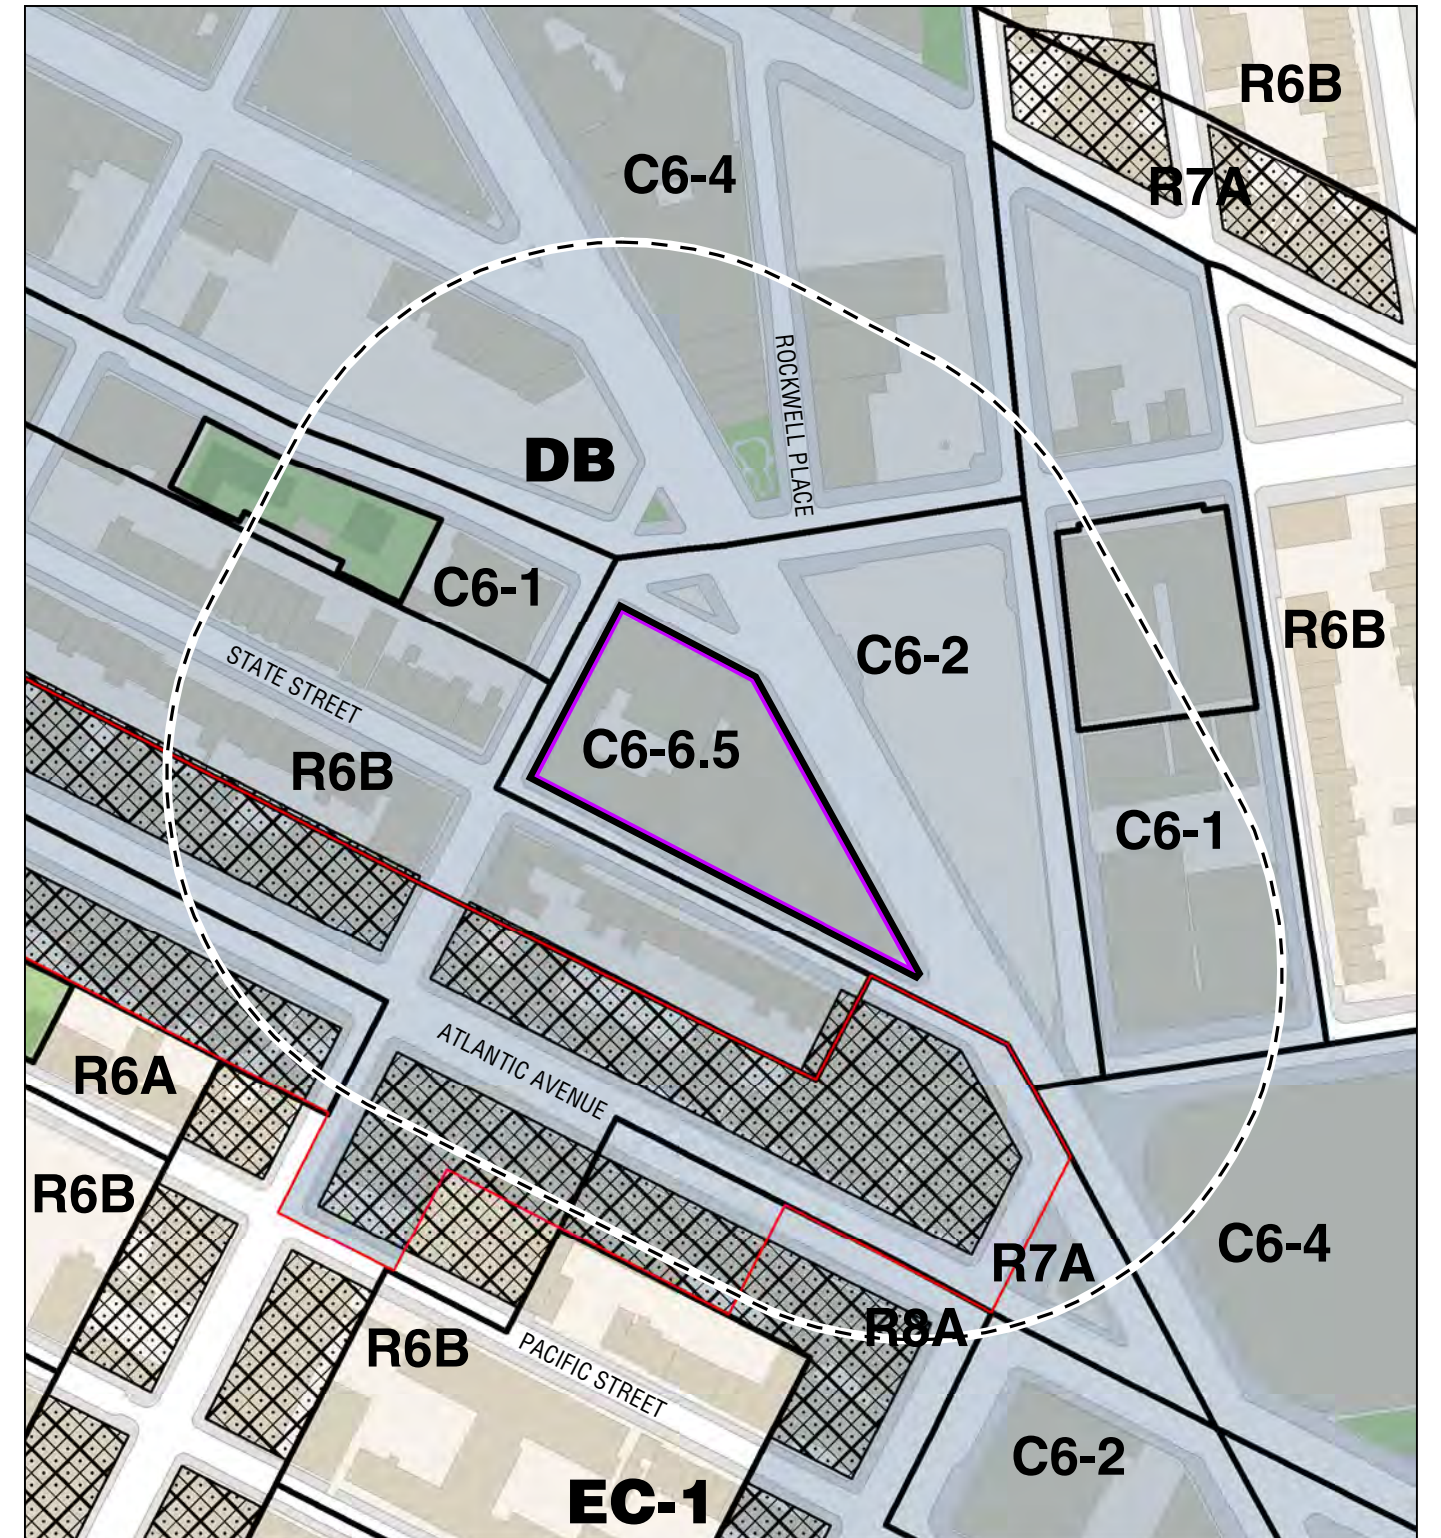 R6B
C6-4
R7A
ROCKWELL PLACE
DB
C6-1
R6B
C6-2
STATE STREET
C6-6.5
R6B
C6-1
ATLANTIC AVENUE
R6A
R6B
C6-4
R7A
R8A
R6B
PACIFIC STREET
C6-2
EC-1